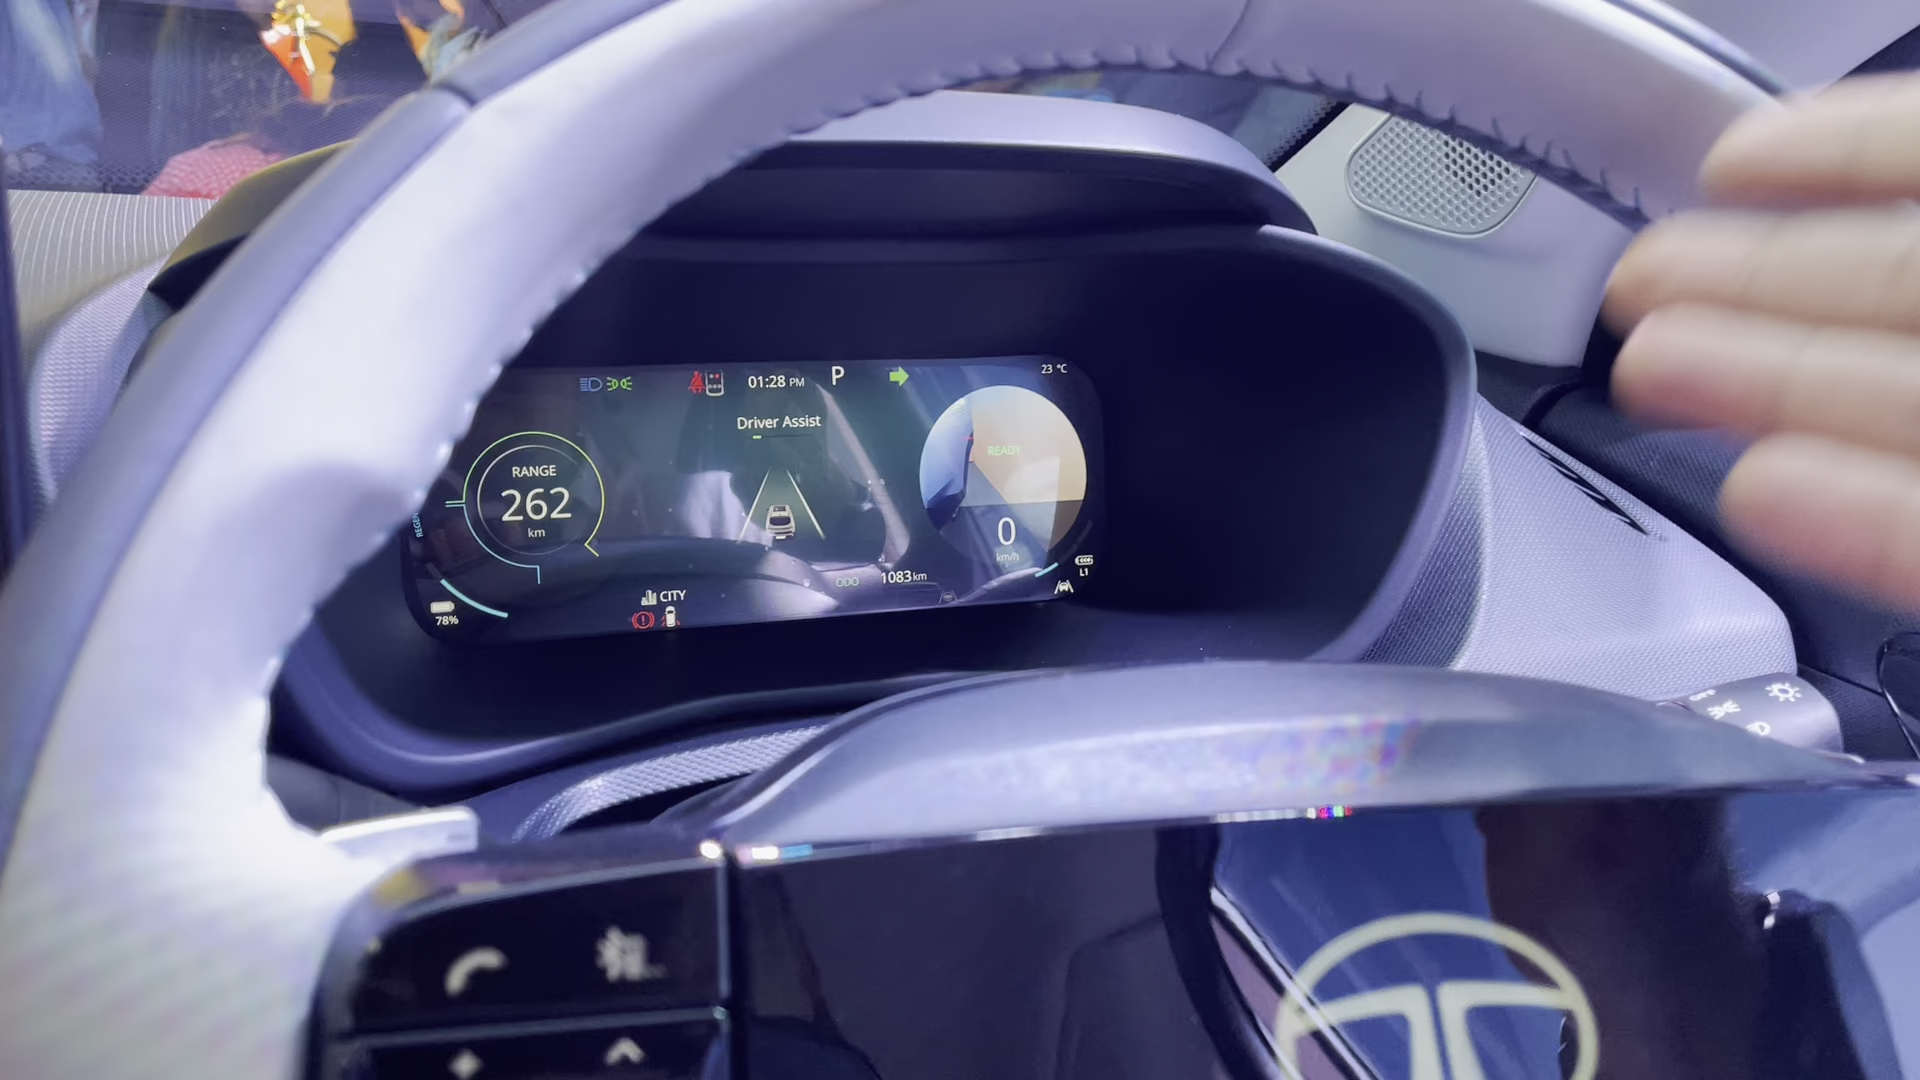 01:28 PM
P
23 °C
Driver Assist
RANGE
262
km
READY
0
km/h
ODO 1083 km
L1
CITY
78%